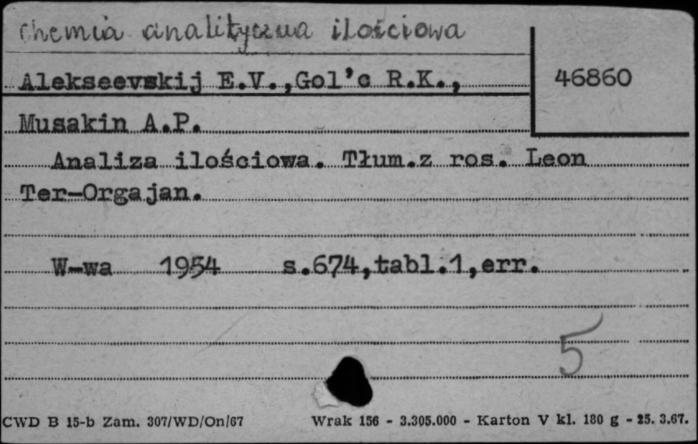 Chemia analityczna ilościowa
Alekseevskij E.V.,Gol'c R.K.,
46860
Musakin A.P.
Analiza ilościowa. Tłum.z ros. Leon
Ter-Orgajan.
W-wa 1954 s.674,tabl.1,err.
5
CWD B 15-b Zam. 307/WD/On/67 Wrak 156 - 3.305.000 - Karton V kl. 180 g - 25. 3.67.